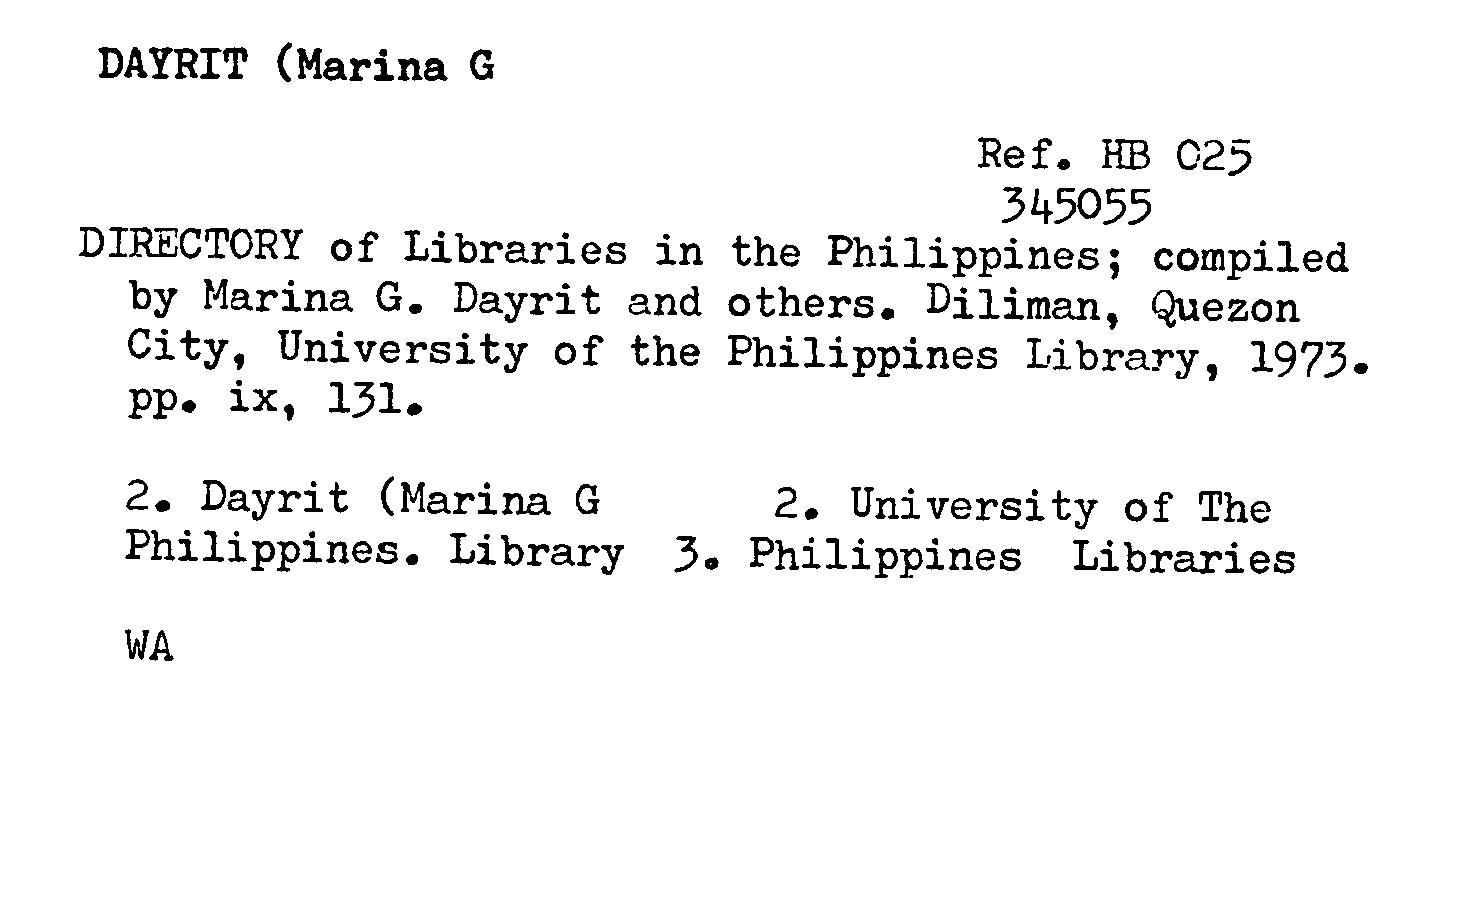 DAYRIT (Marina G
Ref. HB 025
345055
DIRECTORY of Libraries in the Philippines; compiled
by Marina G. Dayrit and others. Diliman, Quezon
City, University of the Philippines Library, 1973.
pp. ix, 131.
2. Dayrit (Marina G 2. University of The
Philippines. Library 3. Philippines Libraries
WA